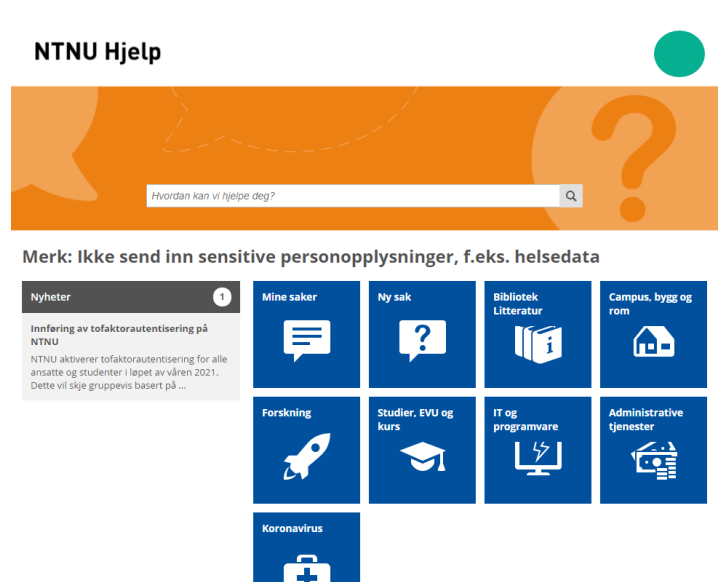 NTNU Hjelp
Hvordan kan vi hjelpe deg?
Merk: Ikke send inn sensitive personopplysninger, f.eks. helsedata
Nyheter
1
Innføring av tofaktorautentisering på
NTNU
NTNU aktiverer tofaktorautentisering for alle
ansatte og studenter i løpet av våren 2021.
Dette vil skje gruppevis basert på ...
Mine saker
Ny sak
Bibliotek
Litteratur
Campus, bygg og
rom
Forskning
Studier, EVU og
kurs
IT og
programvare
Administrative
tjenester
Koronavirus